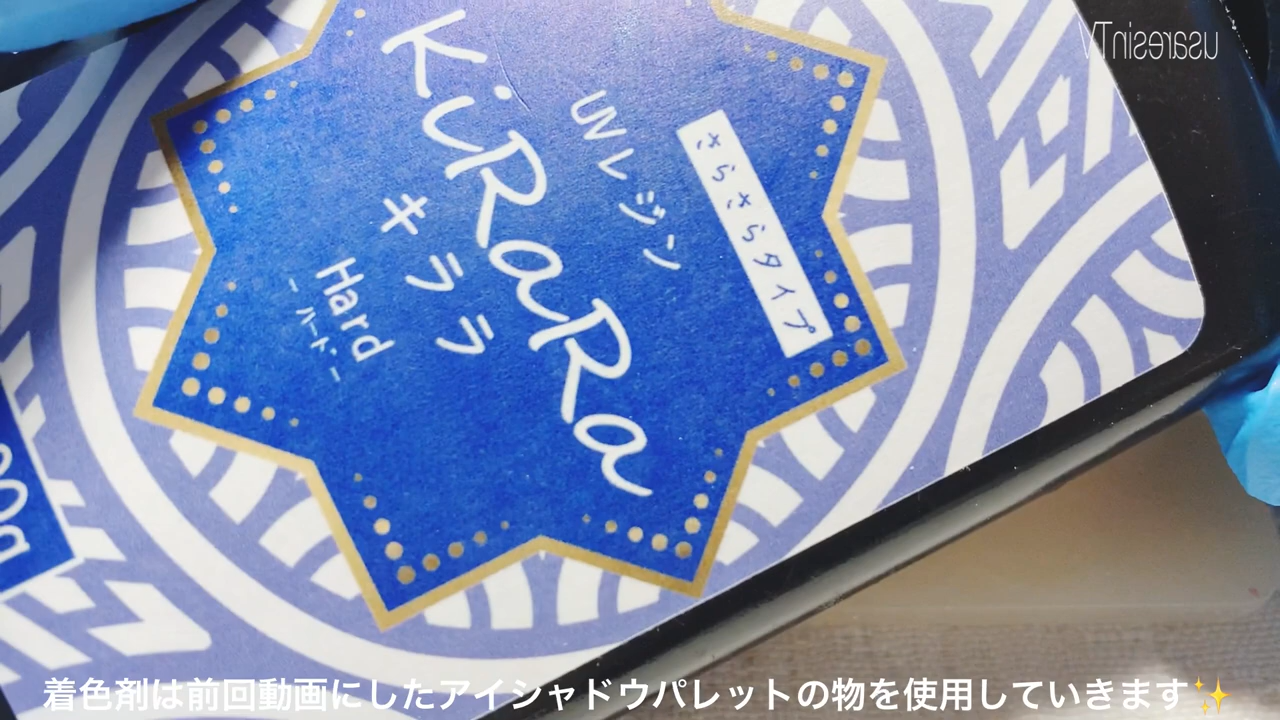 usaresinTV
さらさらタイプ
UVレジン
KiRaRa
キララ
Hard
-ハード-
00g
着色剤は前回動画にしたアイシャドウパレットの物を使用していきます✨